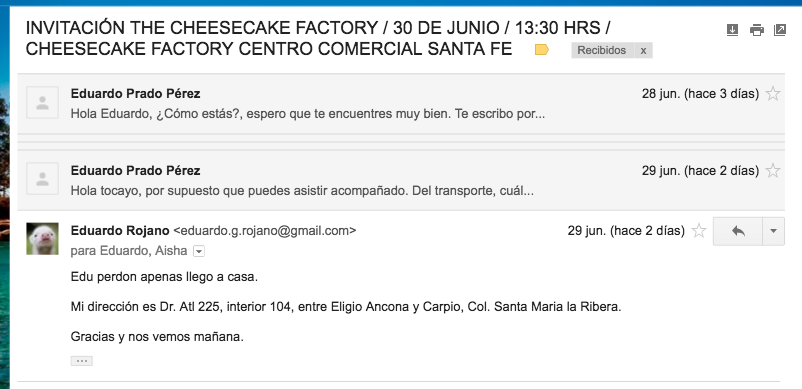 INVITACIÓN THE CHEESECAKE FACTORY / 30 DE JUNIO / 13:30 HRS /
CHEESECAKE FACTORY CENTRO COMERCIAL SANTA FE Recibidos x
Eduardo Prado Pérez 28 jun. (hace 3 días)
Hola Eduardo, ¿Cómo estás?, espero que te encuentres muy bien. Te escribo por...
Eduardo Prado Pérez 29 jun. (hace 2 días)
Hola tocayo, por supuesto que puedes asistir acompañado. Del transporte, cuál...
Eduardo Rojano <eduardo.g.rojano@gmail.com> 29 jun. (hace 2 días)
para Eduardo, Aisha
Edu perdon apenas llego a casa.
Mi dirección es Dr. Atl 225, interior 104, entre Eligio Ancona y Carpio, Col. Santa Maria la Ribera.
Gracias y nos vemos mañana.